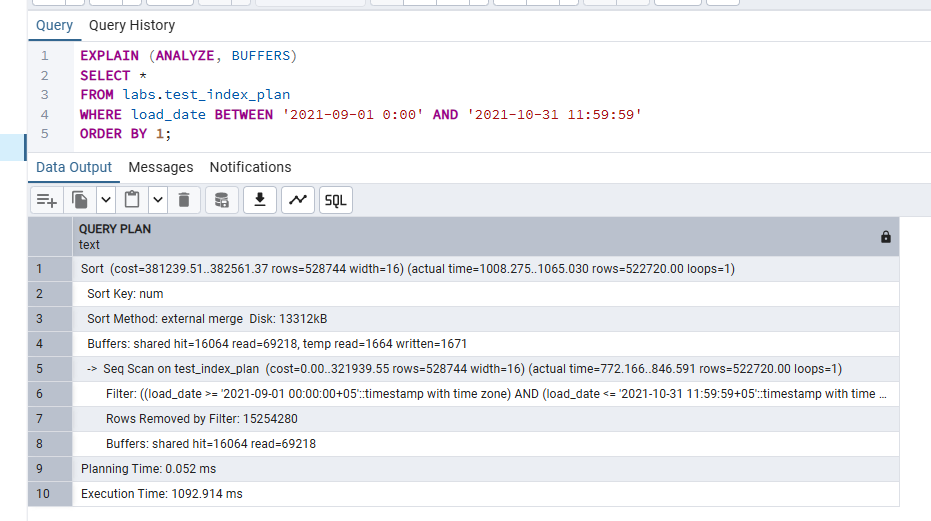 Query Query History
1 EXPLAIN (ANALYZE, BUFFERS)
2 SELECT *
3 FROM labs.test_index_plan
4 WHERE load_date BETWEEN '2021-09-01 0:00' AND '2021-10-31 11:59:59'
5 ORDER BY 1;
Data Output Messages Notifications
SQL
QUERY PLAN
text
1 Sort (cost=381239.51..382561.37 rows=528744 width=16) (actual time=1008.275..1065.030 rows=522720.00 loops=1)
2 Sort Key: num
3 Sort Method: external merge Disk: 13312kB
4 Buffers: shared hit=16064 read=69218, temp read=1664 written=1671
5 -> Seq Scan on test_index_plan (cost=0.00..321939.55 rows=528744 width=16) (actual time=772.166..846.591 rows=522720.00 loops=1)
6 Filter: ((load_date >= '2021-09-01 00:00:00+05'::timestamp with time zone) AND (load_date <= '2021-10-31 11:59:59+05'::timestamp with time ...
7 Rows Removed by Filter: 15254280
8 Buffers: shared hit=16064 read=69218
9 Planning Time: 0.052 ms
10 Execution Time: 1092.914 ms